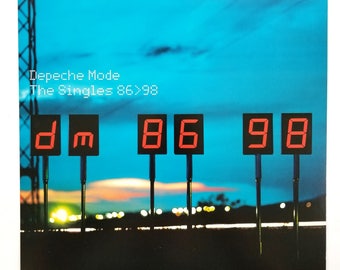 Depeche Mode
The Singles 86>98
dm 86 98